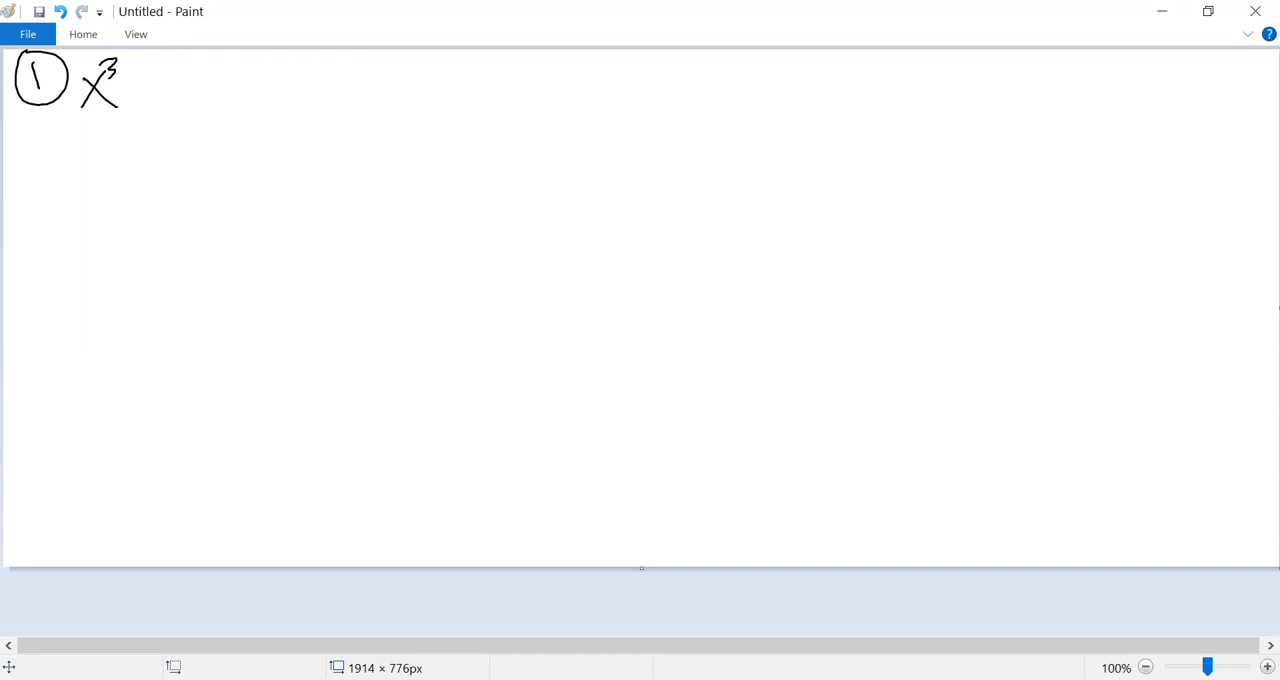 Untitled - Paint
File Home View
① x³
1914 × 776px 100%